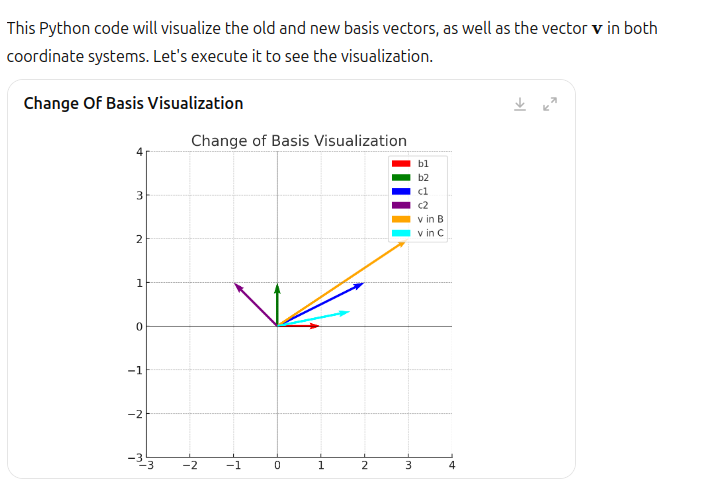 This Python code will visualize the old and new basis vectors, as well as the vector v in both
coordinate systems. Let's execute it to see the visualization.
Change Of Basis Visualization
Change of Basis Visualization
4
3
2
1
0
−1
−2
−3
−3 −2 −1 0 1 2 3 4
b1
b2
c1
c2
v in B
v in C